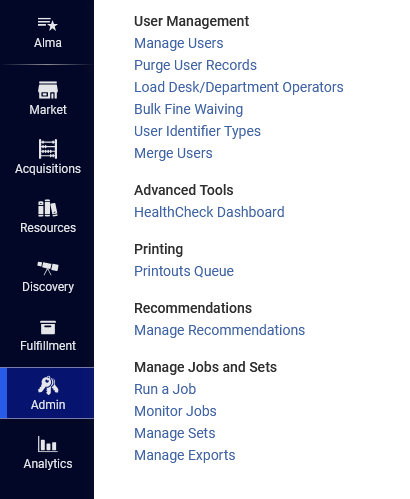 Alma
Market
Acquisitions
Resources
Discovery
Fulfillment
Admin
Analytics
User Management
Manage Users
Purge User Records
Load Desk/Department Operators
Bulk Fine Waiving
User Identifier Types
Merge Users
Advanced Tools
HealthCheck Dashboard
Printing
Printouts Queue
Recommendations
Manage Recommendations
Manage Jobs and Sets
Run a Job
Monitor Jobs
Manage Sets
Manage Exports